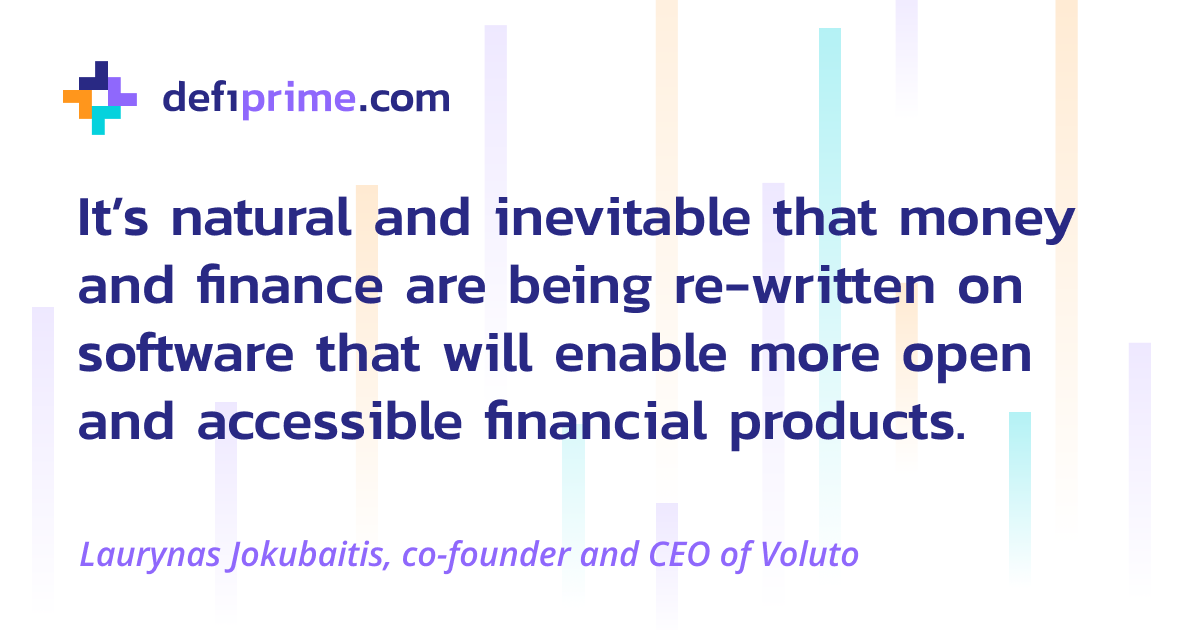 defiprime.com
It’s natural and inevitable that money
and finance are being re-written on
software that will enable more open
and accessible financial products.
Laurynas Jokubaitis, co-founder and CEO of Voluto